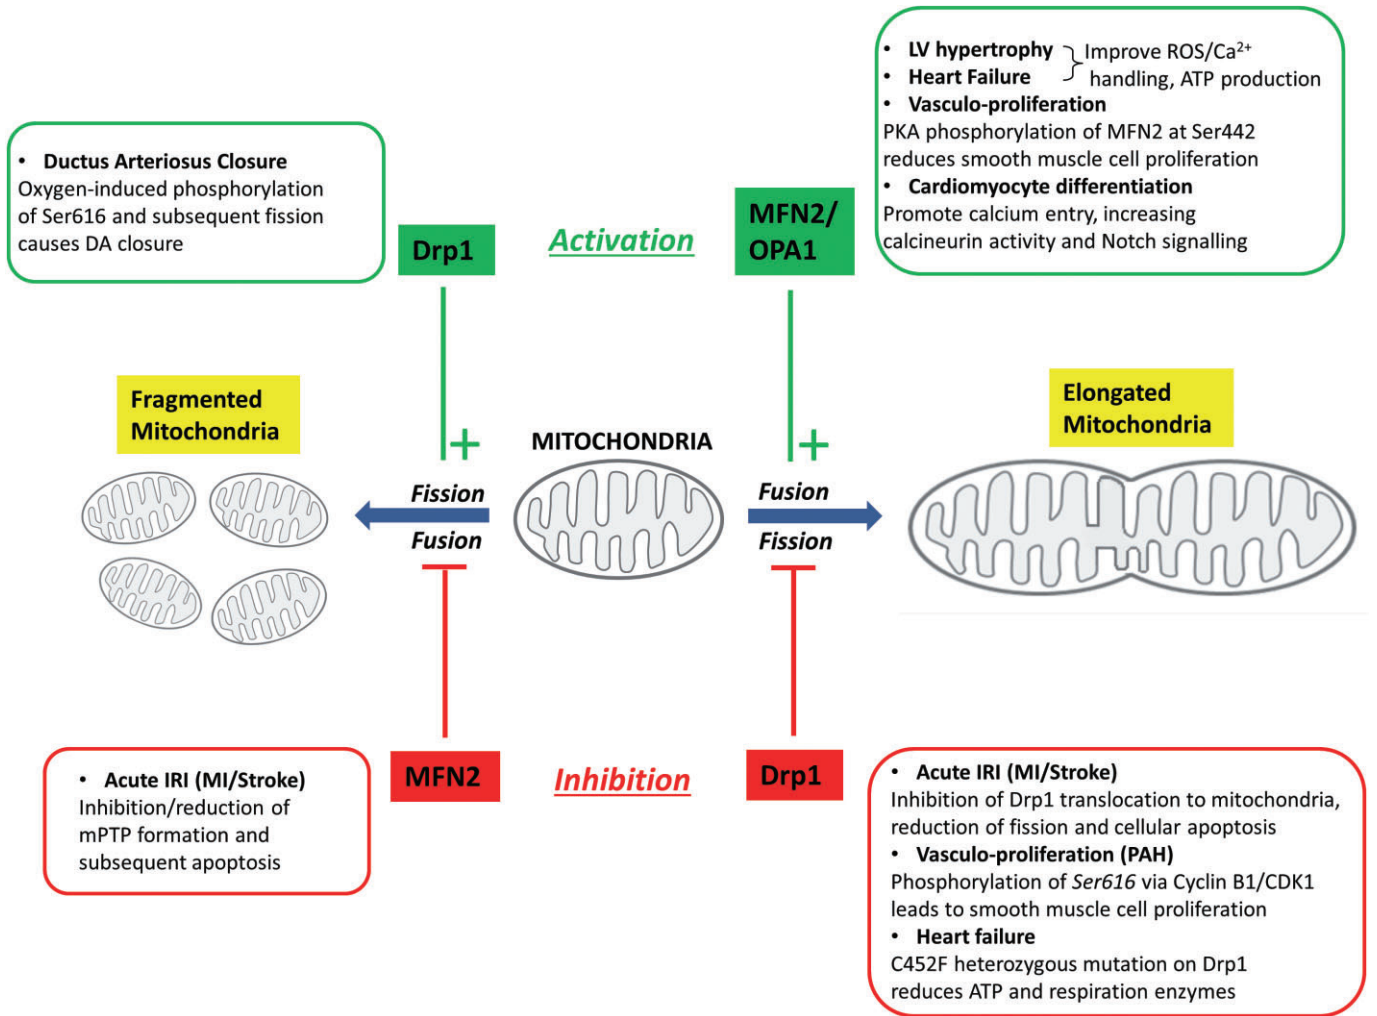 • LV hypertrophy
• Heart Failure
Improve ROS/Ca²⁺
handling, ATP production
• Vasculo-proliferation
PKA phosphorylation of MFN2 at Ser442
reduces smooth muscle cell proliferation
• Cardiomyocyte differentiation
Promote calcium entry, increasing
calcineurin activity and Notch signalling
• Ductus Arteriosus Closure
Oxygen-induced phosphorylation
of Ser616 and subsequent fission
causes DA closure
Drp1
Activation
MFN2/
OPA1
Fragmented
Mitochondria
+
MITOCHONDRIA
+
Elongated
Mitochondria
Fission
Fusion
Fusion
Fission
MFN2
Inhibition
Drp1
• Acute IRI (MI/Stroke)
Inhibition/reduction of
mPTP formation and
subsequent apoptosis
• Acute IRI (MI/Stroke)
Inhibition of Drp1 translocation to mitochondria,
reduction of fission and cellular apoptosis
• Vasculo-proliferation (PAH)
Phosphorylation of Ser616 via Cyclin B1/CDK1
leads to smooth muscle cell proliferation
• Heart failure
C452F heterozygous mutation on Drp1
reduces ATP and respiration enzymes